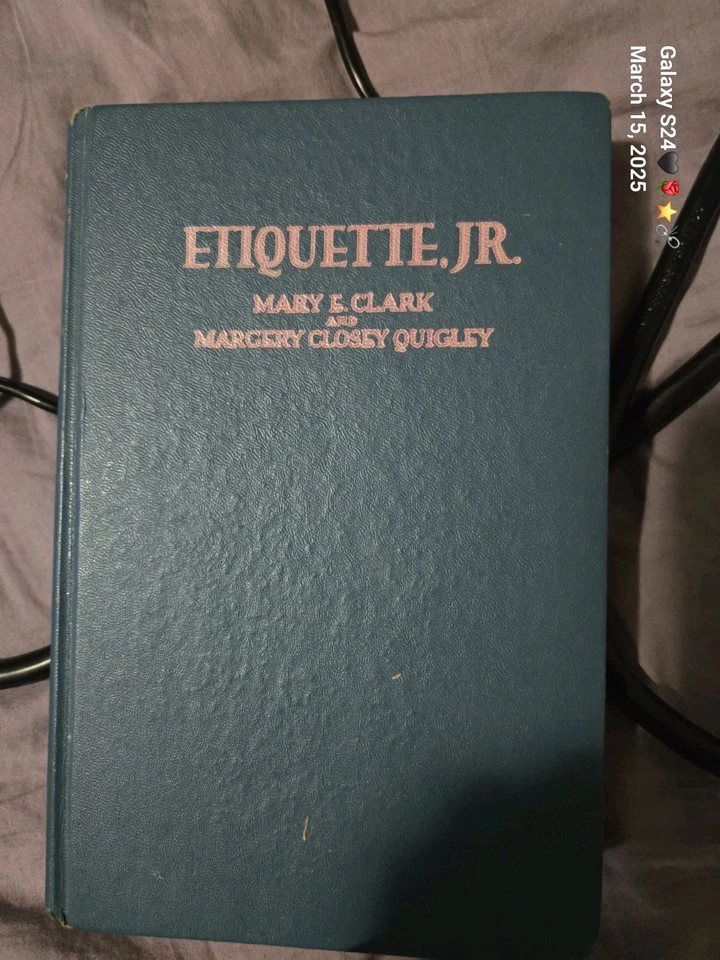 ETIQUETTE, JR.
MARY E. CLARK
AND
MARGERY CLOSEY QUIGLEY
Galaxy S24🖤🌹⭐
March 15, 2025